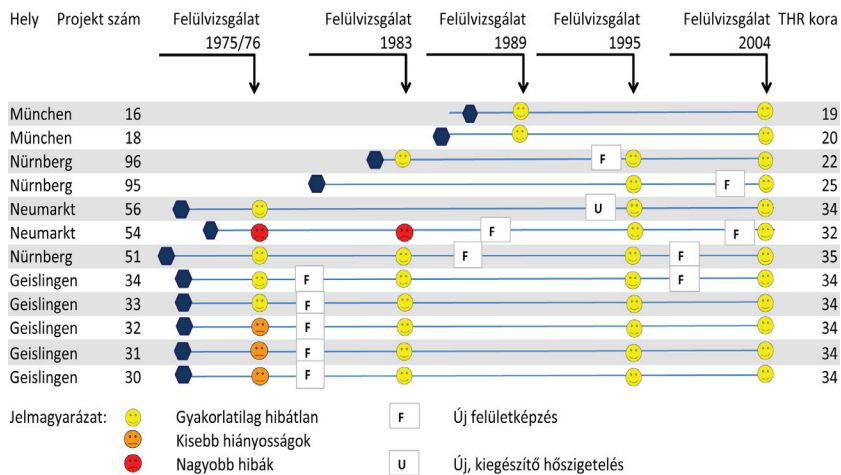 Hely Projekt szám Felülvizsgálat Felülvizsgálat Felülvizsgálat Felülvizsgálat Felülvizsgálat THR kora
1975/76 1983 1989 1995 2004
München 16 19
München 18 20
Nürnberg 96 F 22
Nürnberg 95 F 25
Neumarkt 56 U 34
Neumarkt 54 F F 32
Nürnberg 51 F F 35
Geislingen 34 F F 34
Geislingen 33 F 34
Geislingen 32 F 34
Geislingen 31 F 34
Geislingen 30 F 34
Jelmagyarázat: Gyakorlatilag hibátlan F Új felületképzés
Kisebb hiányosságok
Nagyobb hibák U Új, kiegészítő hőszigetelés